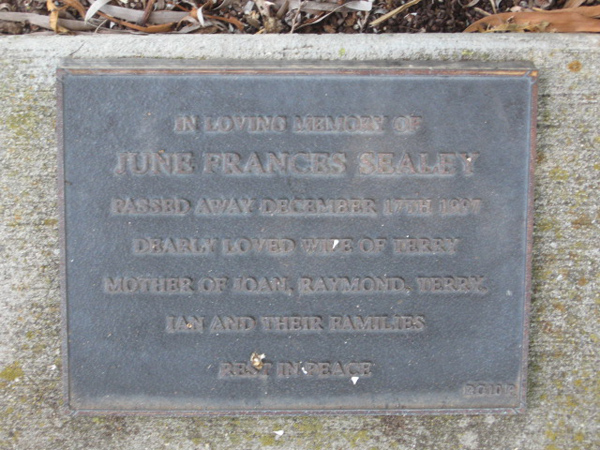 IN LOVING MEMORY OF
JUNE FRANCES SEALEY
PASSED AWAY DECEMBER 17TH 1997
DEARLY LOVED WIFE OF TERRY
MOTHER OF JOAN, RAYMOND, TERRY,
IAN AND THEIR FAMILIES
REST IN PEACE